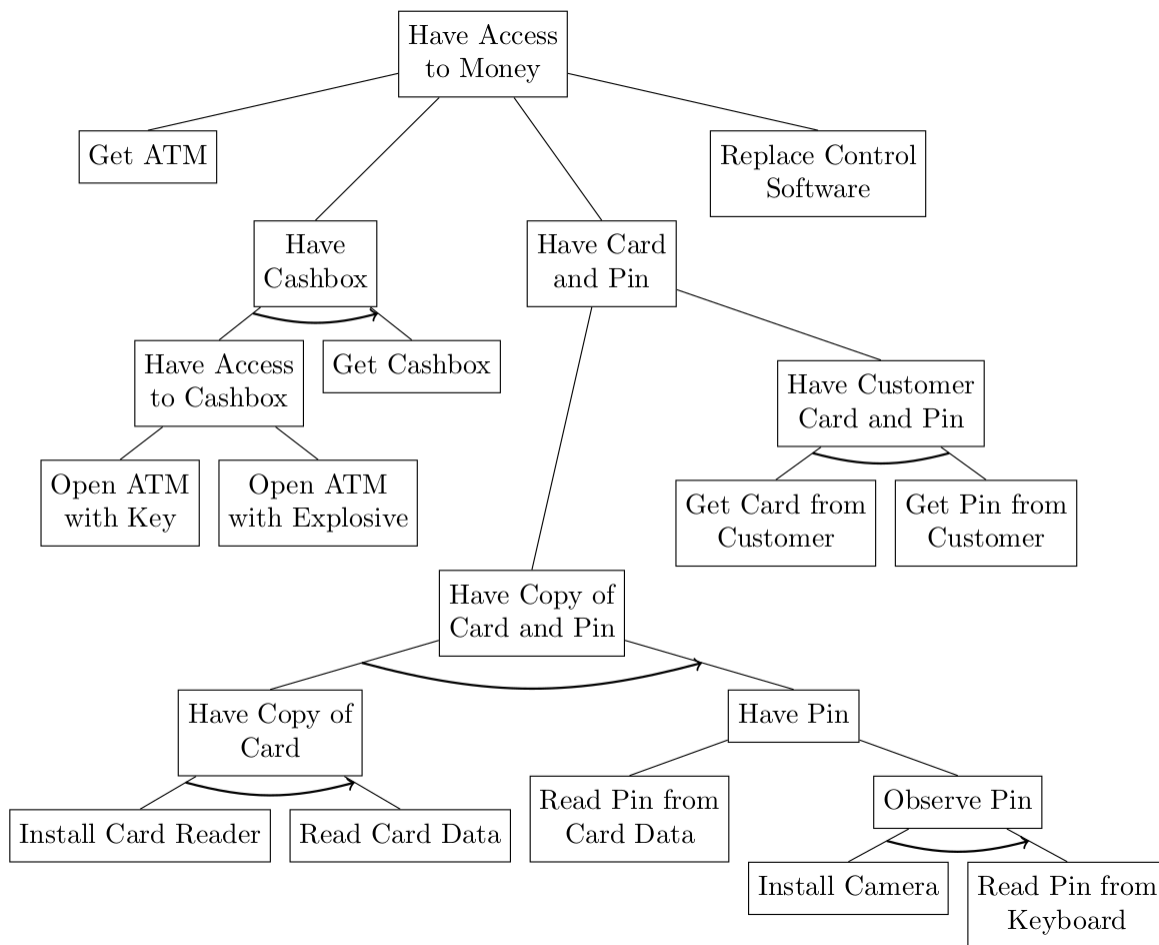 Have Access
to Money
Get ATM
Replace Control
Software
Have
Cashbox
Have Card
and Pin
Have Access
to Cashbox
Get Cashbox
Have Customer
Card and Pin
Open ATM
with Key
Open ATM
with Explosive
Get Card from
Customer
Get Pin from
Customer
Have Copy of
Card and Pin
Have Copy of
Card
Have Pin
Install Card Reader
Read Card Data
Read Pin from
Card Data
Observe Pin
Install Camera
Read Pin from
Keyboard